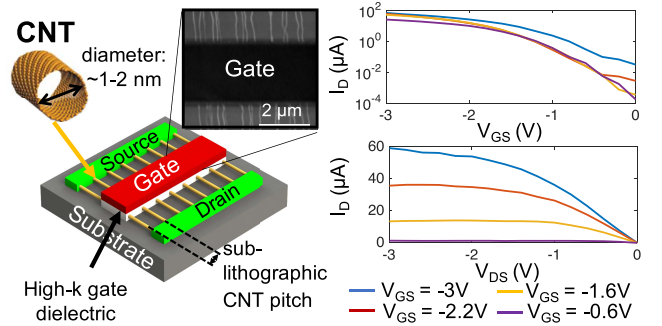 CNT
diameter:
~1-2 nm
Gate
2 μm
Source
Gate
Drain
Substrate
sub-
lithographic
CNT pitch
High-k gate
dielectric
I_D (μA)
10^2
10^0
10^-2
10^-4
-3 -2 -1 0
V_GS (V)
I_D (μA)
60
40
20
0
-3 -2 -1 0
V_DS (V)
V_GS = -3V
V_GS = -1.6V
V_GS = -2.2V
V_GS = -0.6V